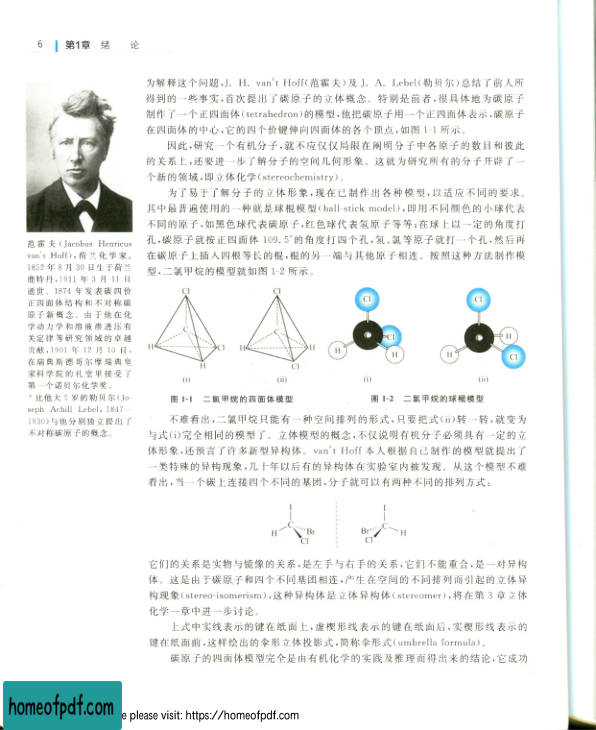 6 第1章 绪 论
为解释这个问题,J. H. van't Hoff(范霍夫)及 J. A. Lebel(勒贝尔)总结了前人所
得到的一些事实,首次提出了碳原子的立体概念。特别是前者,很具体地为碳原子
制作了一个正四面体(tetrahedron)的模型,他把碳原子用一个正四面体表示,碳原子
在四面体的中心,它的四个价键伸向四面体的各个顶点,如图 1-1 所示。
因此,研究一个有机分子,就不应仅仅局限在阐明分子中各原子的数目和彼此
的关系上,还要进一步了解分子的空间几何形象。这就为研究所有的分子开辟了一
个新的领域,即立体化学(stereochemistry)。
为了易于了解分子的立体形象,现在已制作出各种模型,以适应不同的要求。
其中最普遍使用的一种就是球棍模型(ball-stick model),即用不同颜色的小球代表
不同的原子,如黑色球代表碳原子,红色球代表氢原子等等;在球上以一定的角度打
孔,碳原子就按正四面体 109.5°的角度打四个孔,氢、氯等原子就打一个孔,然后再
在碳原子上插入四根等长的棍,棍的另一端与其他原子相连。按照这种方法制作模
型,二氯甲烷的模型就如图 1-2 所示。
范霍夫(Jacobus Henricus
van't Hoff),荷兰化学家。
1852 年 8 月 30 日生于荷兰
鹿特丹,1911 年 3 月 11 日
逝世。1874 年发表碳四价
正四面体结构和不对称碳
原子新概念。由于他在化
学动力学和溶液渗透压有
关定律等研究领域的卓越
贡献,1901 年 12 月 10 日,
在瑞典斯德哥尔摩瑞典皇
家科学院的礼堂里接受了
第一个诺贝尔化学奖。
*比他大 5 岁的勒贝尔(Jo-
seph Achill Lebel, 1847—
1930)与他分别独立提出了
不对称碳原子的概念。
Cl Cl Cl Cl
C C Cl H
H Cl H H H H H Cl
H Cl
(i) (ii) (i) (ii)
图 1-1 二氯甲烷的四面体模型 图 1-2 二氯甲烷的球棍模型
不难看出,二氯甲烷只能有一种空间排列的形式,只要把式(ii)转一转,就变为
与式(i)完全相同的模型了。立体模型的概念,不仅说明有机分子必须具有一定的立
体形象,还预言了许多新型异构体。van't Hoff 本人根据自己制作的模型就提出了
一类特殊的异构现象,几十年以后有的异构体在实验室内被发现。从这个模型不难
看出,当一个碳上连接四个不同的基团,分子就可以有两种不同的排列方式:
I I
H C Br Br C H
Cl Cl
它们的关系是实物与镜像的关系,是左手与右手的关系,它们不能重合,是一对异构
体。这是由于碳原子和四个不同基团相连,产生在空间的不同排列而引起的立体异
构现象(stereo-isomerism),这种异构体是立体异构体(stereomer),将在第 3 章立体
化学一章中进一步讨论。
上式中实线表示的键在纸面上,虚楔形线表示的键在纸面后,实楔形线表示的
键在纸面前,这样绘出的伞形立体投影式,简称伞形式(umbrella formula)。
碳原子的四面体模型完全是由有机化学的实践及推理而得出来的结论,它成功
homeofpdf.com
e please visit: https://homeofpdf.com